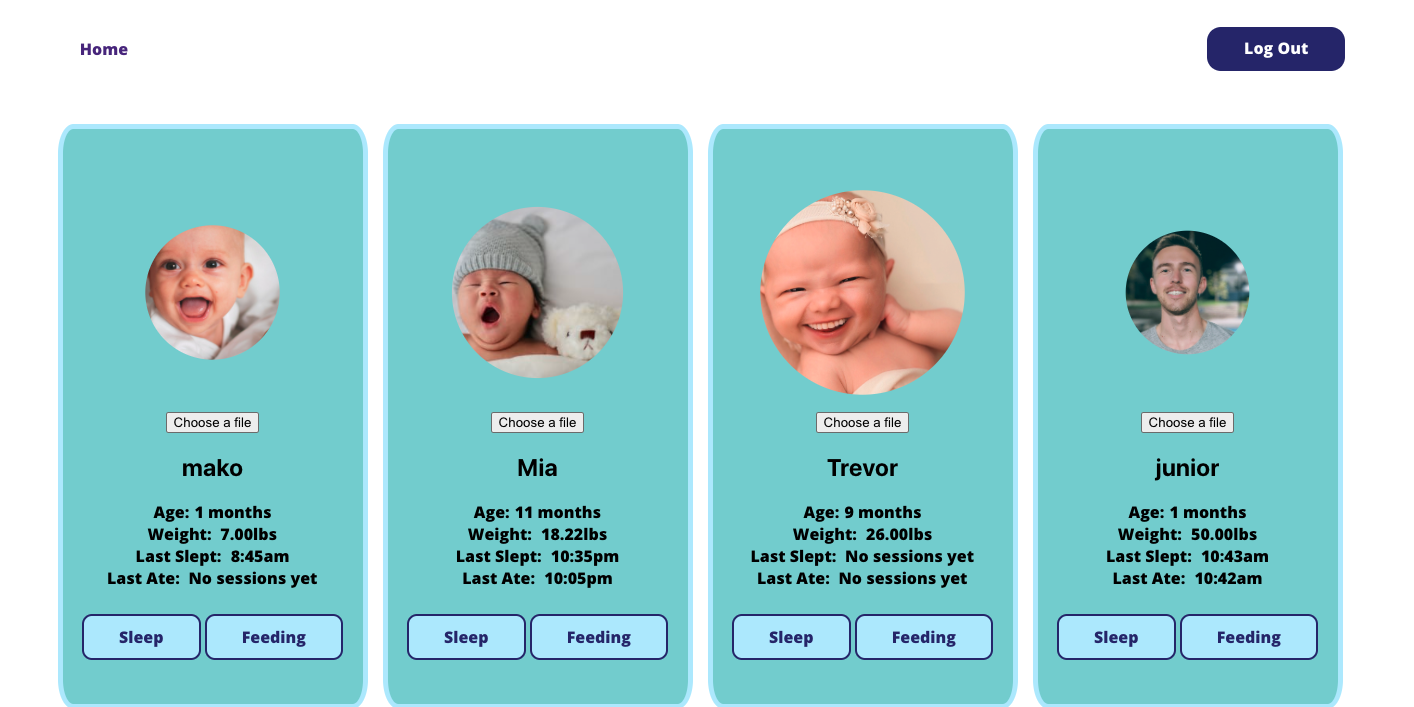 Home
Log Out
Choose a file
mako
Age: 1 months
Weight: 7.00lbs
Last Slept: 8:45am
Last Ate: No sessions yet
Sleep Feeding
Choose a file
Mia
Age: 11 months
Weight: 18.22lbs
Last Slept: 10:35pm
Last Ate: 10:05pm
Sleep Feeding
Choose a file
Trevor
Age: 9 months
Weight: 26.00lbs
Last Slept: No sessions yet
Last Ate: No sessions yet
Sleep Feeding
Choose a file
junior
Age: 1 months
Weight: 50.00lbs
Last Slept: 10:43am
Last Ate: 10:42am
Sleep Feeding